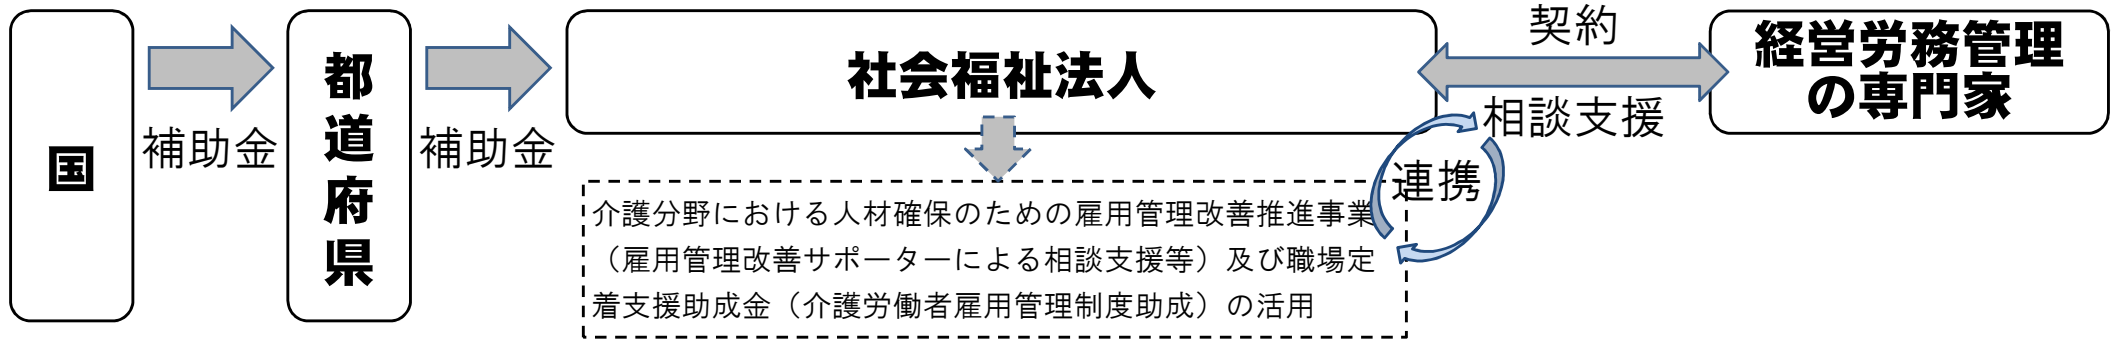 国
補助金
都道府県
補助金
社会福祉法人
契約
相談支援
経営労務管理
の専門家
連携
介護分野における人材確保のための雇用管理改善推進事業
（雇用管理改善サポーターによる相談支援等）及び職場定
着支援助成金（介護労働者雇用管理制度助成）の活用